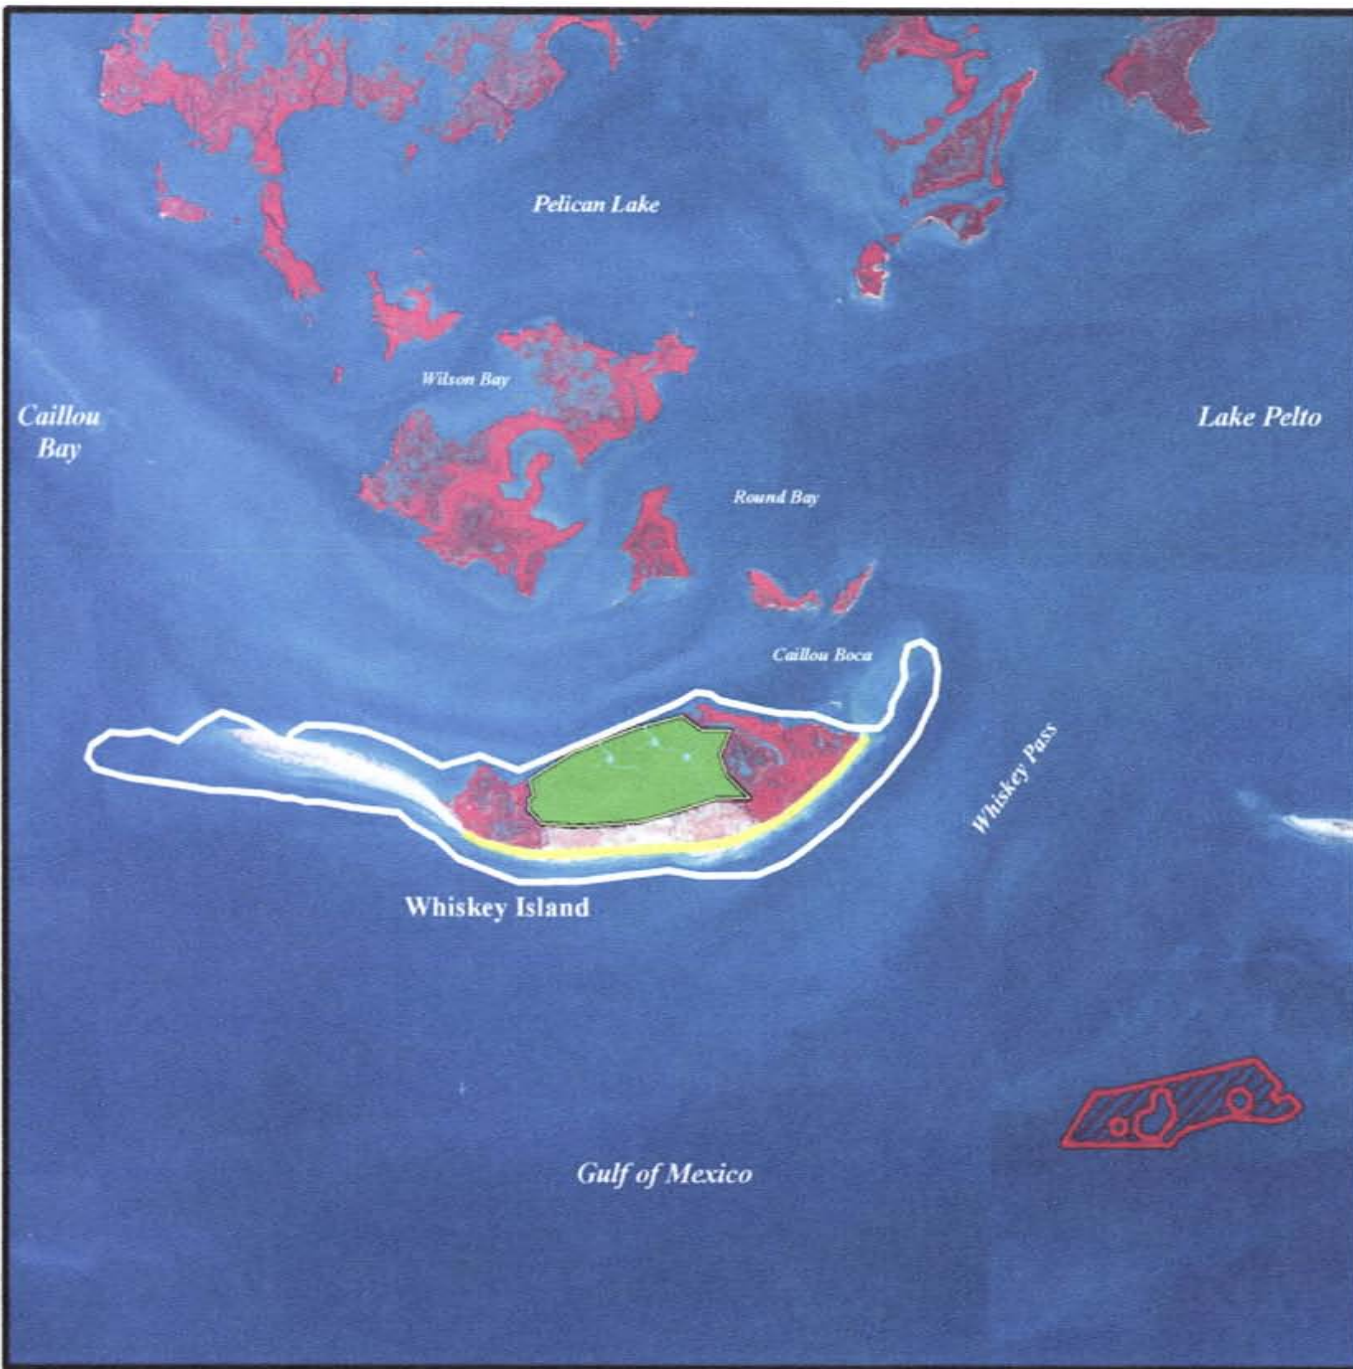 Pelican Lake
Wilson Bay
Caillou
Bay
Lake Pelto
Round Bay
Caillou Boca
Whiskey Pass
Whiskey Island
Gulf of Mexico